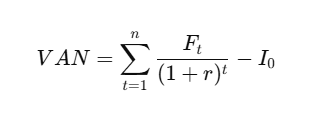 VAN = \sum_{t=1}^{n} \frac{F_t}{(1+r)^t} - I_0